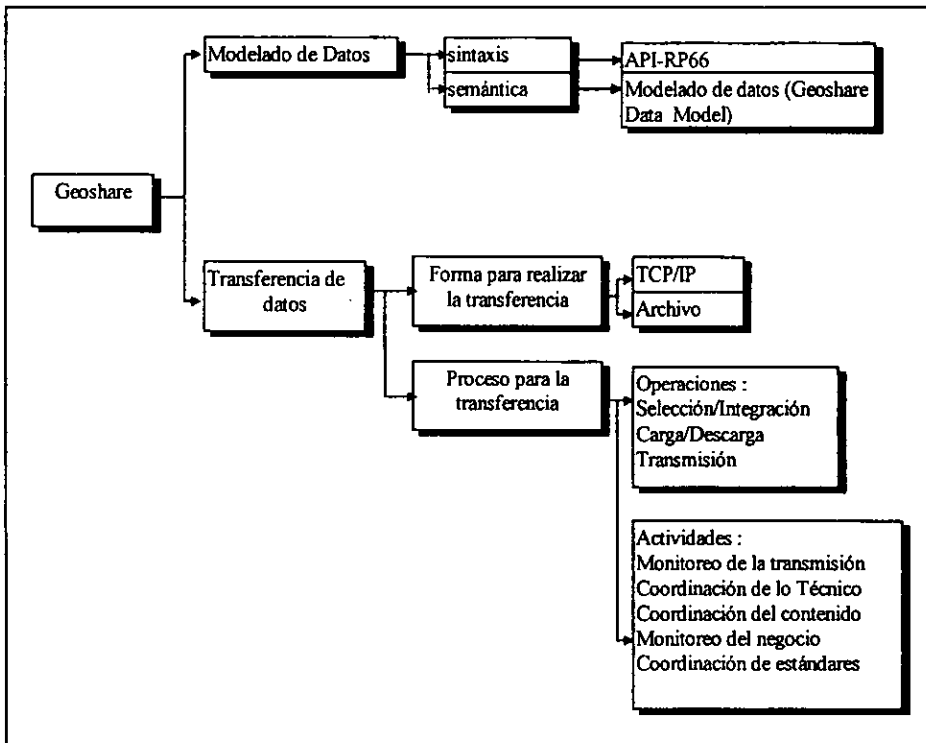 Modelado de Datos
sintaxis
semántica
API-RP66
Modelado de datos (Geoshare
Data Model)
Geoshare
Transferencia de
datos
Forma para realizar
la transferencia
TCP/IP
Archivo
Proceso para la
transferencia
Operaciones :
Selección/Integración
Carga/Descarga
Transmisión
Actividades :
Monitoreo de la transmisión
Coordinación de lo Técnico
Coordinación del contenido
Monitoreo del negocio
Coordinación de estándares